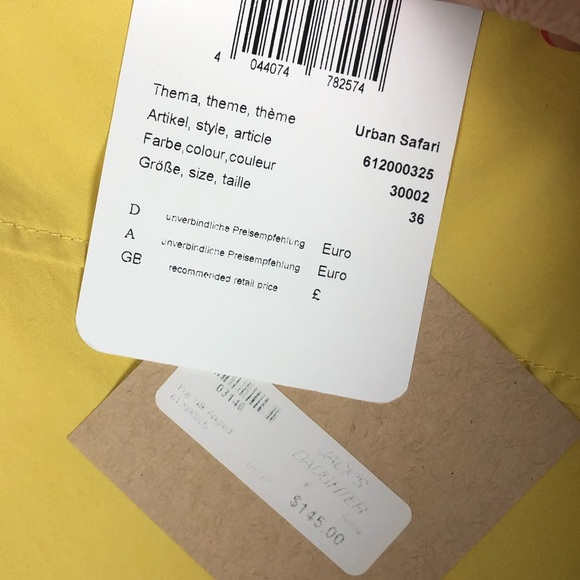 4 044074 782574
Thema, theme, thème Urban Safari
Artikel, style, article 612000325
Farbe,colour,couleur 30002
Größe, size, taille 36
D unverbindliche Preisempfehlung Euro
A unverbindliche Preisempfehlung Euro
GB recommended retail price £
03146
JACK'S
DAUGHTER
$145.00